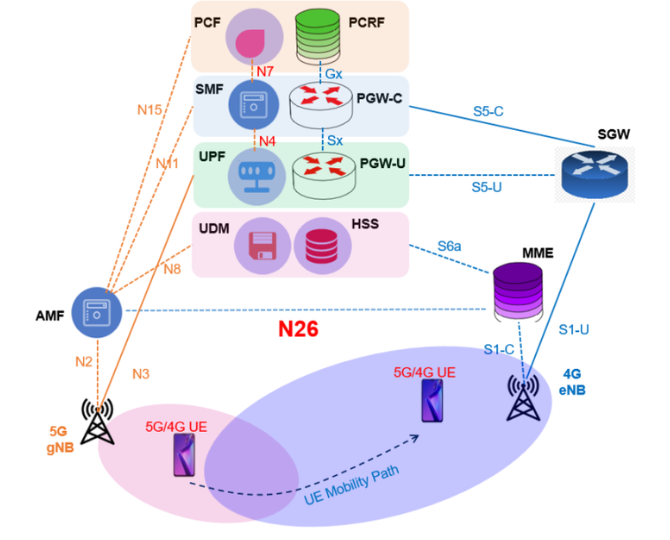 PCF
PCRF
N7
Gx
SMF
PGW-C
N15
S5-C
SGW
N4
Sx
N11
UPF
PGW-U
S5-U
UDM
HSS
S6a
N8
MME
AMF
N26
S1-U
N2
S1-C
N3
5G/4G UE
4G
eNB
5G
gNB
5G/4G UE
UE Mobility Path